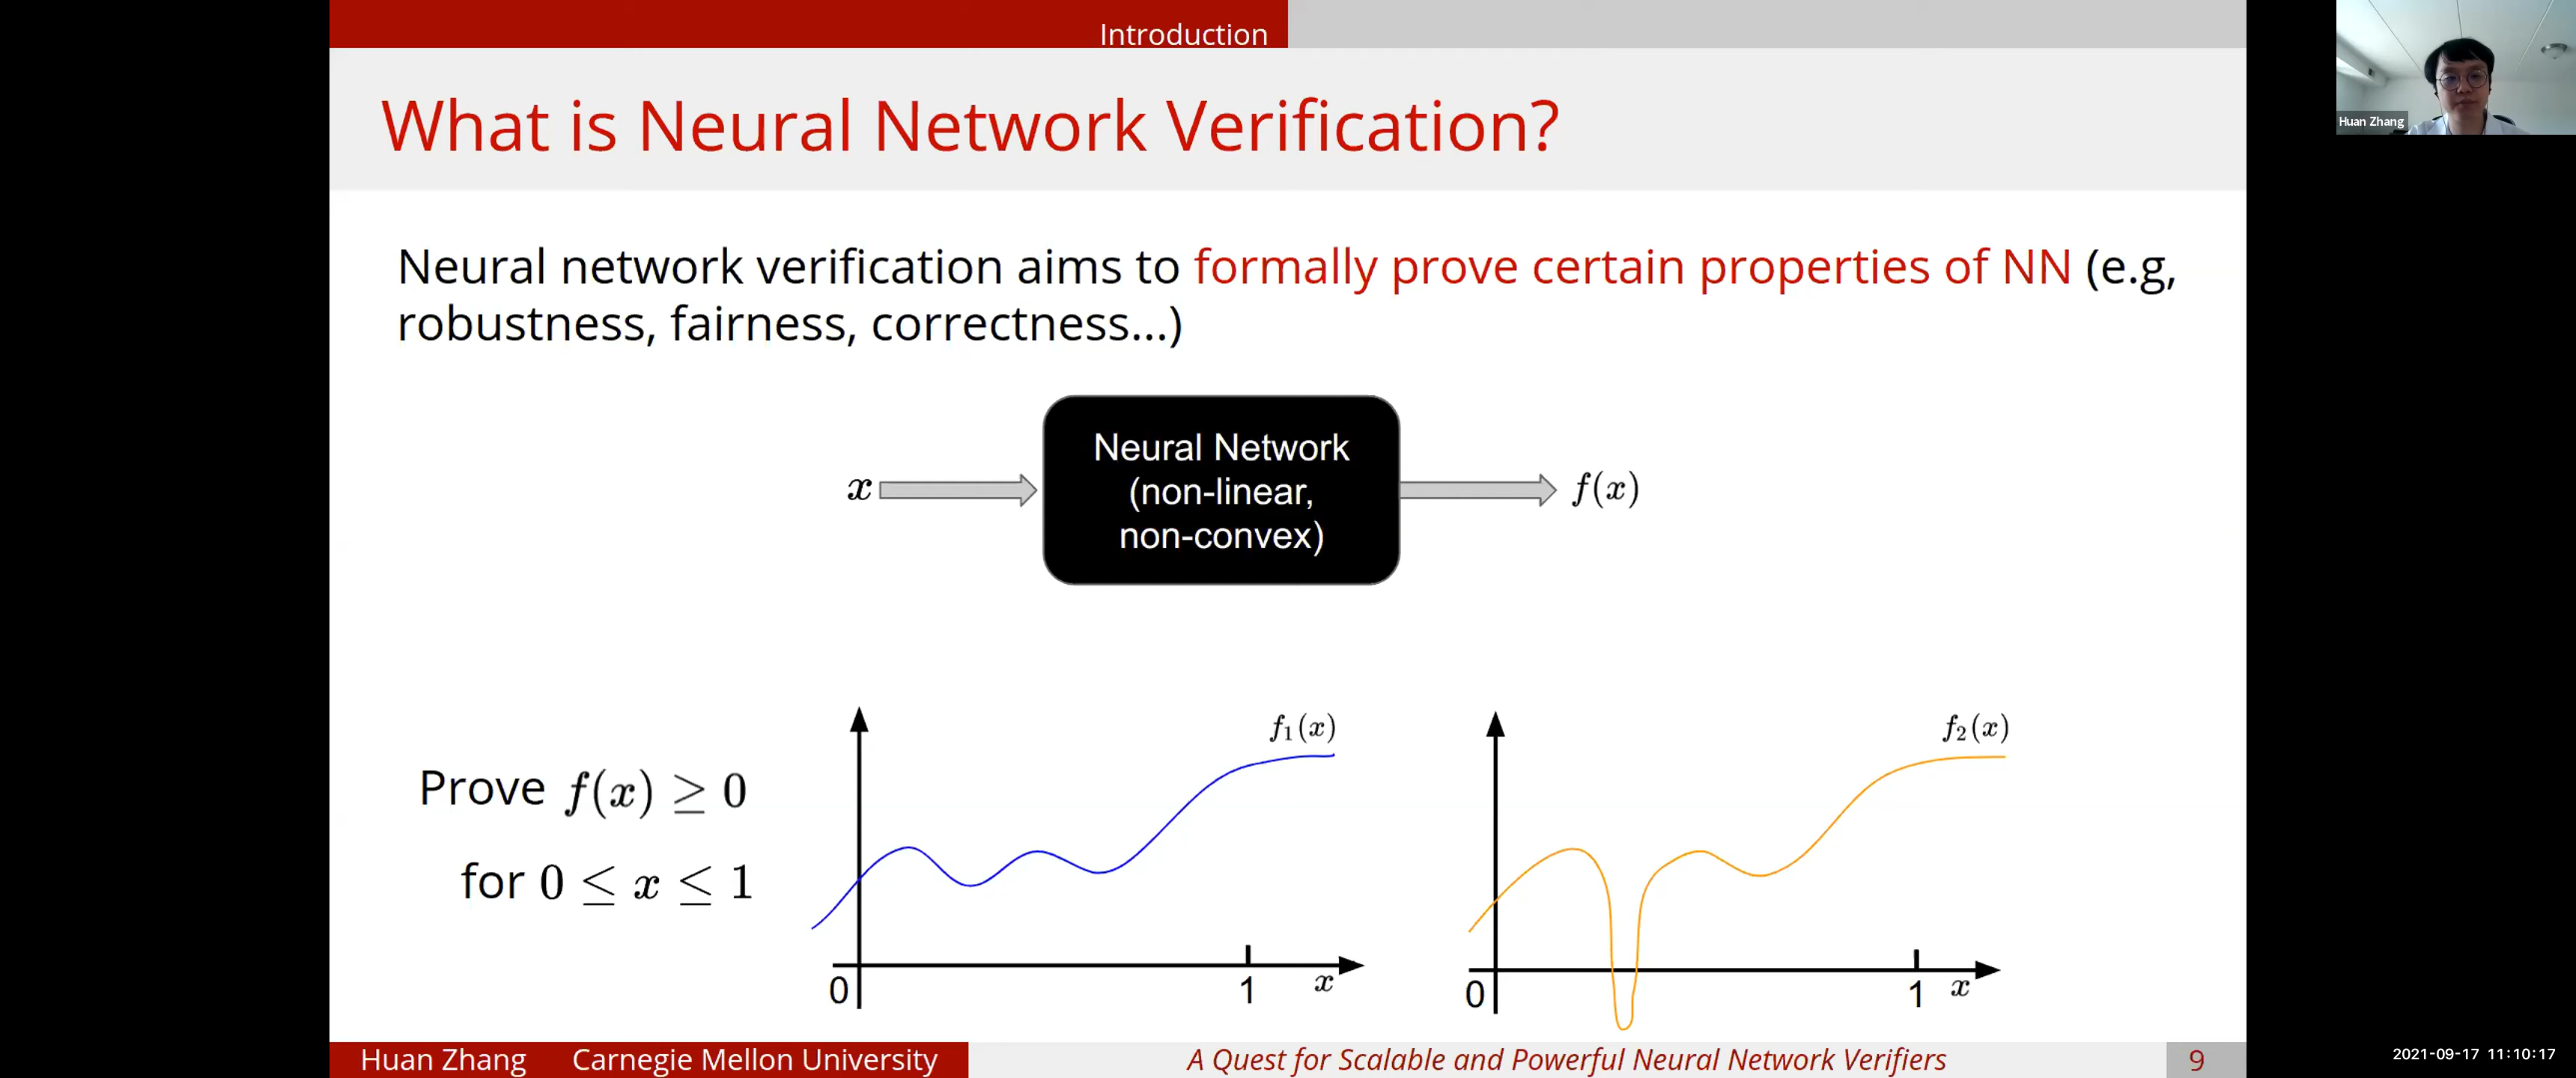 Introduction
What is Neural Network Verification?
Huan Zhang
Neural network verification aims to formally prove certain properties of NN (e.g,
robustness, fairness, correctness...)
x
Neural Network
(non-linear,
non-convex)
f(x)
Prove f(x) ≥ 0
for 0 ≤ x ≤ 1
f₁(x)
0
1
x
f₂(x)
0
1
x
Huan Zhang Carnegie Mellon University
A Quest for Scalable and Powerful Neural Network Verifiers
9
2021-09-17 11:10:17